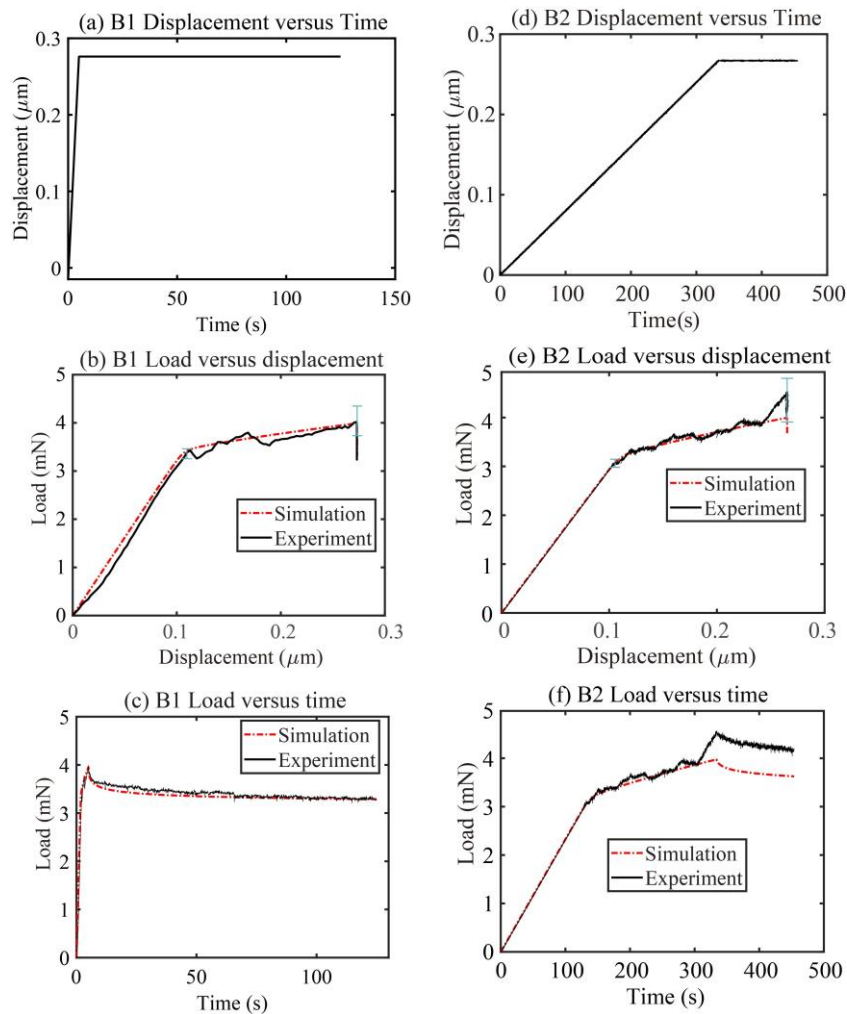 (a) B1 Displacement versus Time
0.3
0.2
0.1
0
Displacement (μm)
0 50 100 150
Time (s)
(d) B2 Displacement versus Time
0.3
0.2
0.1
0
Displacement (μm)
0 100 200 300 400 500
Time(s)
(b) B1 Load versus displacement
5
4
3
2
1
0
Load (mN)
Simulation
Experiment
0 0.1 0.2 0.3
Displacement (μm)
(e) B2 Load versus displacement
5
4
3
2
1
0
Load (mN)
Simulation
Experiment
0 0.1 0.2 0.3
Displacement (μm)
(c) B1 Load versus time
5
4
3
2
1
0
Load (mN)
Simulation
Experiment
0 50 100
Time (s)
(f) B2 Load versus time
5
4
3
2
1
0
Load (mN)
Simulation
Experiment
0 100 200 300 400 500
Time (s)